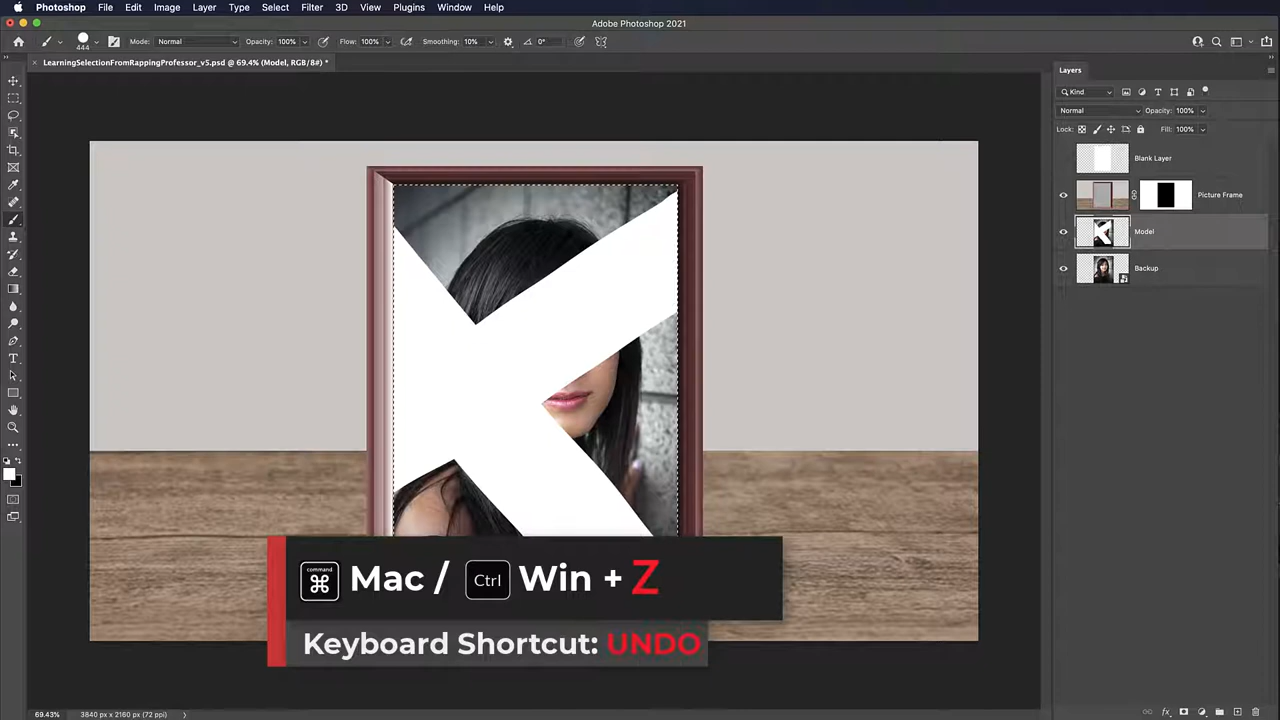 Photoshop File Edit Image Layer Type Select Filter 3D View Plugins Window Help
Adobe Photoshop 2021
444 Mode: Normal Opacity: 100% Flow: 100% Smoothing: 10% 0°
LearningSelectionFromRappingProfessor_v5.psd @ 69.4% (Model, RGB/8#) *
Layers
Kind
Normal Opacity: 100%
Lock: Fill: 100%
Blank Layer
Picture Frame
Model
Backup
command
⌘ Mac / Ctrl Win + Z
Keyboard Shortcut: UNDO
69.43% 3840 px x 2160 px (72 ppi)